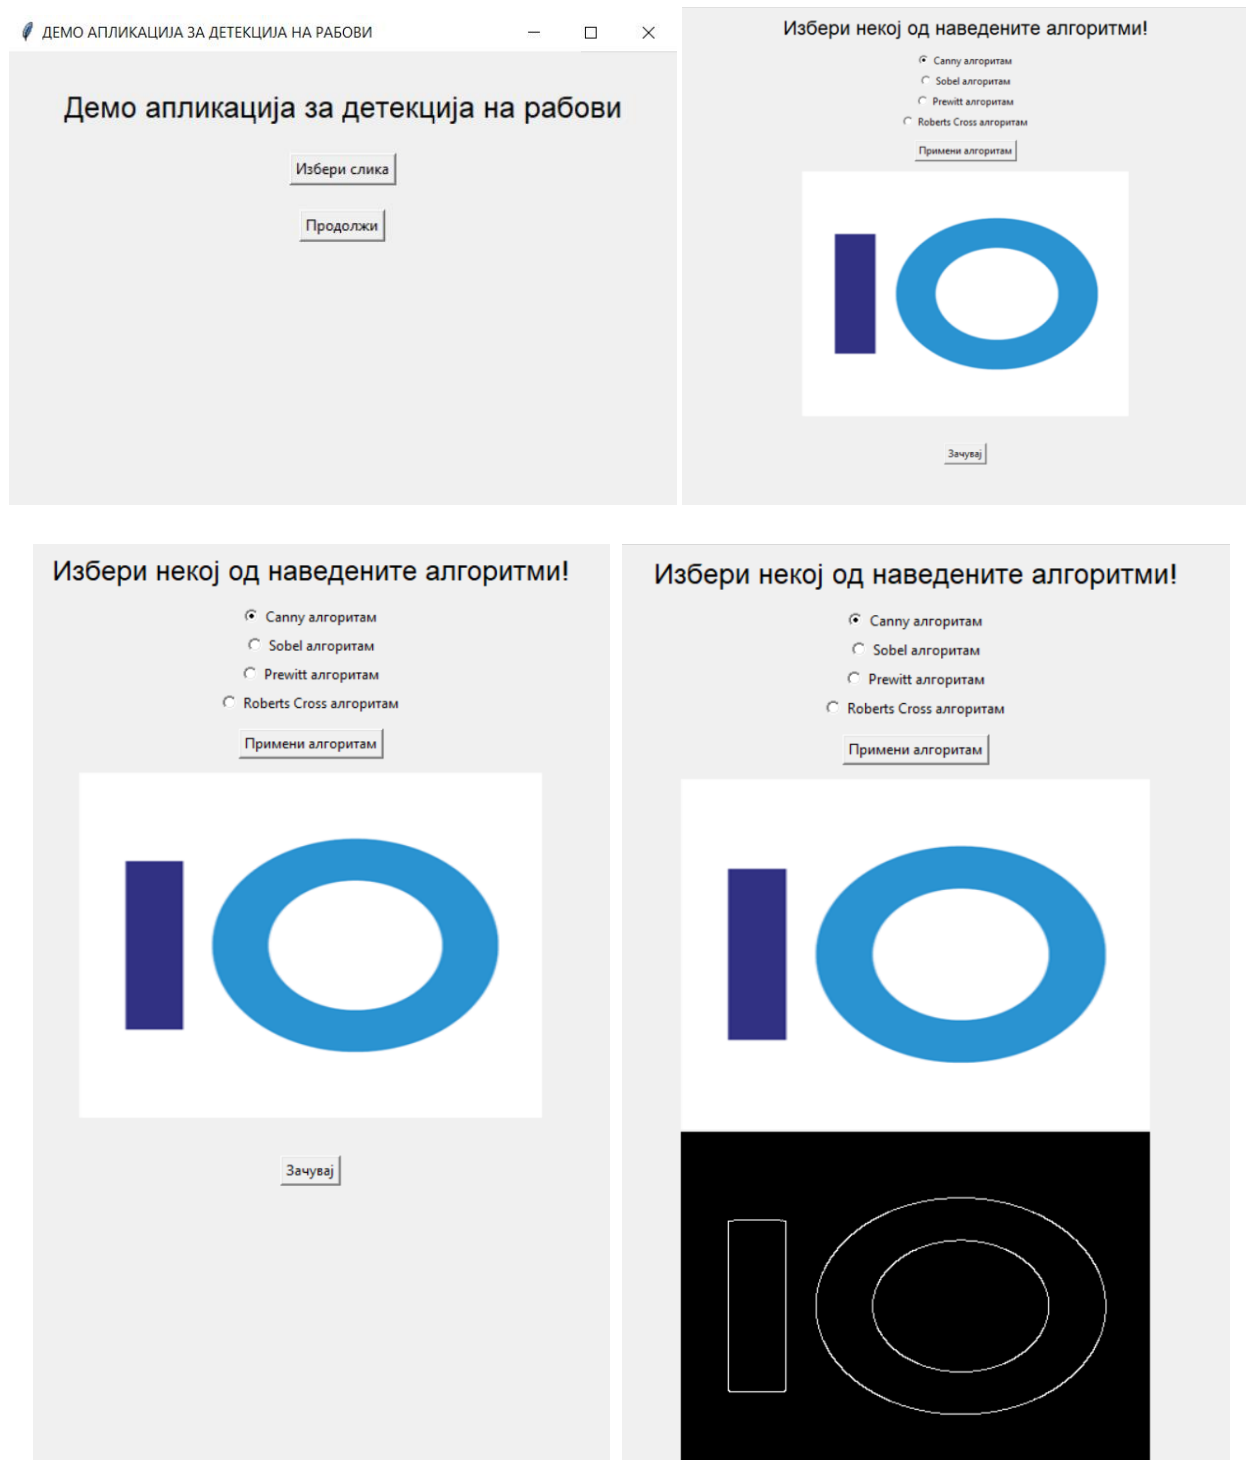 ДЕМО АПЛИКАЦИЈА ЗА ДЕТЕКЦИЈА НА РАБОВИ
Демо апликација за детекција на рабови
Избери слика
Продолжи
Избери некој од наведените алгоритми!
Canny алгоритам
Sobel алгоритам
Prewitt алгоритам
Roberts Cross алгоритам
Примени алгоритам
Зачувај
Избери некој од наведените алгоритми!
Canny алгоритам
Sobel алгоритам
Prewitt алгоритам
Roberts Cross алгоритам
Примени алгоритам
Зачувај
Избери некој од наведените алгоритми!
Canny алгоритам
Sobel алгоритам
Prewitt алгоритам
Roberts Cross алгоритам
Примени алгоритам